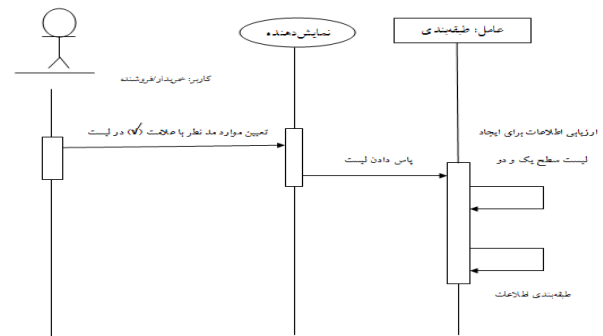 نمایش‌دهنده
عامل: طبقه‌بندی
کاربر: خریدار/فروشنده
تعیین موارد مد نظر با علامت (√) در لیست
ارزیابی اطلاعات برای ایجاد
لیست سطح یک و دو
پاس دادن لیست
طبقه‌بندی اطلاعات